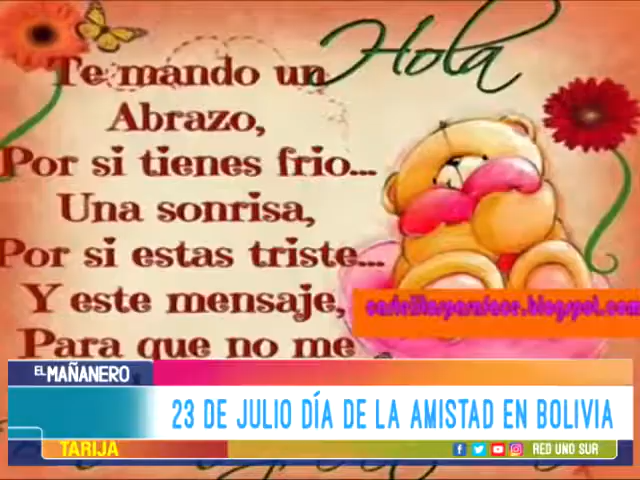 Hola
Te mando un
Abrazo,
Por si tienes frio...
Una sonrisa,
Por si estas triste...
Y este mensaje,
Para que no me
EL MAÑANERO
23 DE JULIO DÍA DE LA AMISTAD EN BOLIVIA
TARIJA
RED UNO SUR